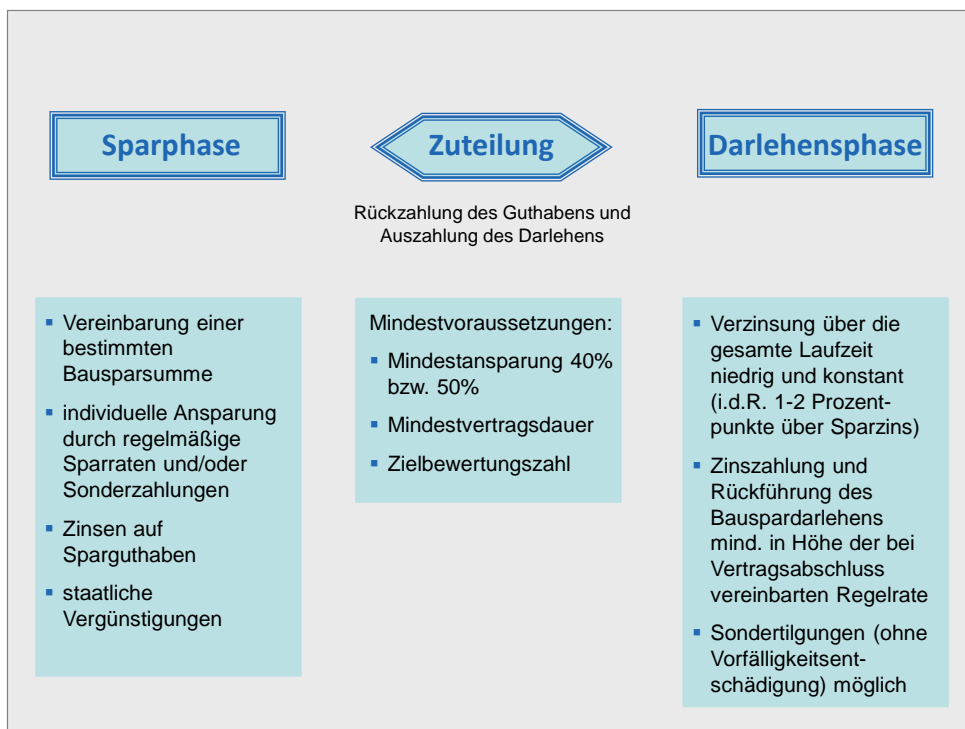 Sparphase
Zuteilung
Darlehensphase
Rückzahlung des Guthabens und
Auszahlung des Darlehens
Vereinbarung einer
bestimmten
Bausparsumme
individuelle Ansparung
durch regelmäßige
Sparraten und/oder
Sonderzahlungen
Zinsen auf
Sparguthaben
staatliche
Vergünstigungen
Mindestvoraussetzungen:
Mindestansparung 40%
bzw. 50%
Mindestvertragsdauer
Zielbewertungszahl
Verzinsung über die
gesamte Laufzeit
niedrig und konstant
(i.d.R. 1-2 Prozent-
punkte über Sparzins)
Zinszahlung und
Rückführung des
Bauspardarlehens
mind. in Höhe der bei
Vertragsabschluss
vereinbarten Regelrate
Sondertilgungen (ohne
Vorfälligkeitsent-
schädigung) möglich